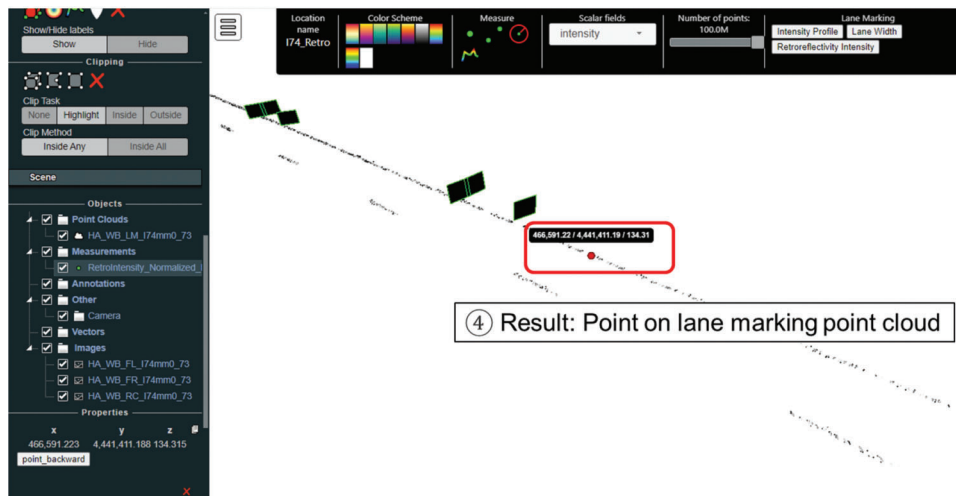 Show/Hide labels
Show Hide
Clipping
Clip Task
None Highlight Inside Outside
Clip Method
Inside Any Inside All
Scene
Objects
Point Clouds
HA_WB_LM_I74mm0_73
Measurements
RetroIntensity_Normalized_
Annotations
Other
Camera
Vectors
Images
HA_WB_FL_I74mm0_73
HA_WB_FR_I74mm0_73
HA_WB_RC_I74mm0_73
Properties
x y z
466,591.223 4,441,411.188 134.315
point_backward
Location
name
I74_Retro
Color Scheme
Measure
Scalar fields
intensity
Number of points:
100.0M
Lane Marking
Intensity Profile Lane Width
Retroreflectivity Intensity
466,591.22 / 4,441,411.19 / 134.31
④ Result: Point on lane marking point cloud